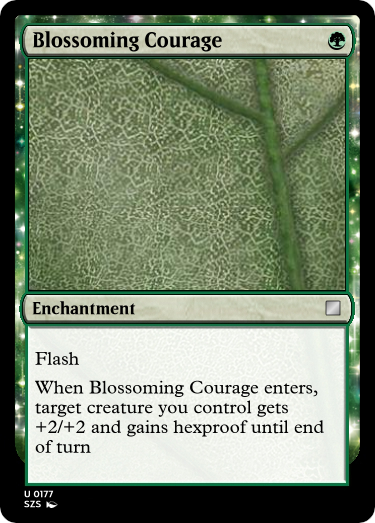 Blossoming Courage
Enchantment
Flash
When Blossoming Courage enters,
target creature you control gets
+2/+2 and gains hexproof until end
of turn
U 0177
SZS